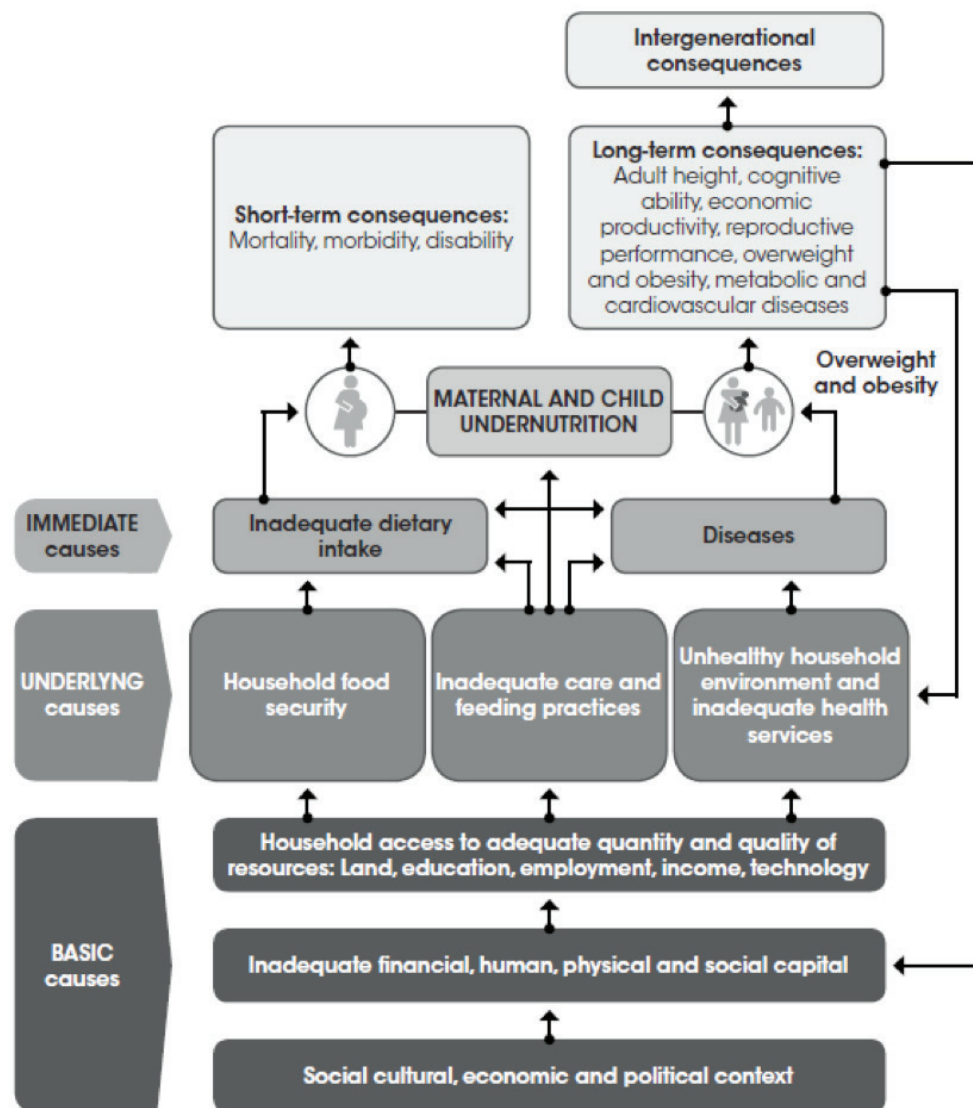 Intergenerational
consequences
Long-term consequences:
Adult height, cognitive
ability, economic
productivity, reproductive
performance, overweight
and obesity, metabolic and
cardiovascular diseases
Short-term consequences:
Mortality, morbidity, disability
Overweight
and obesity
MATERNAL AND CHILD
UNDERNUTRITION
IMMEDIATE
causes
Inadequate dietary
intake
Diseases
UNDERLYNG
causes
Household food
security
Inadequate care and
feeding practices
Unhealthy household
environment and
inadequate health
services
BASIC
causes
Household access to adequate quantity and quality of
resources: Land, education, employment, income, technology
Inadequate financial, human, physical and social capital
Social cultural, economic and political context